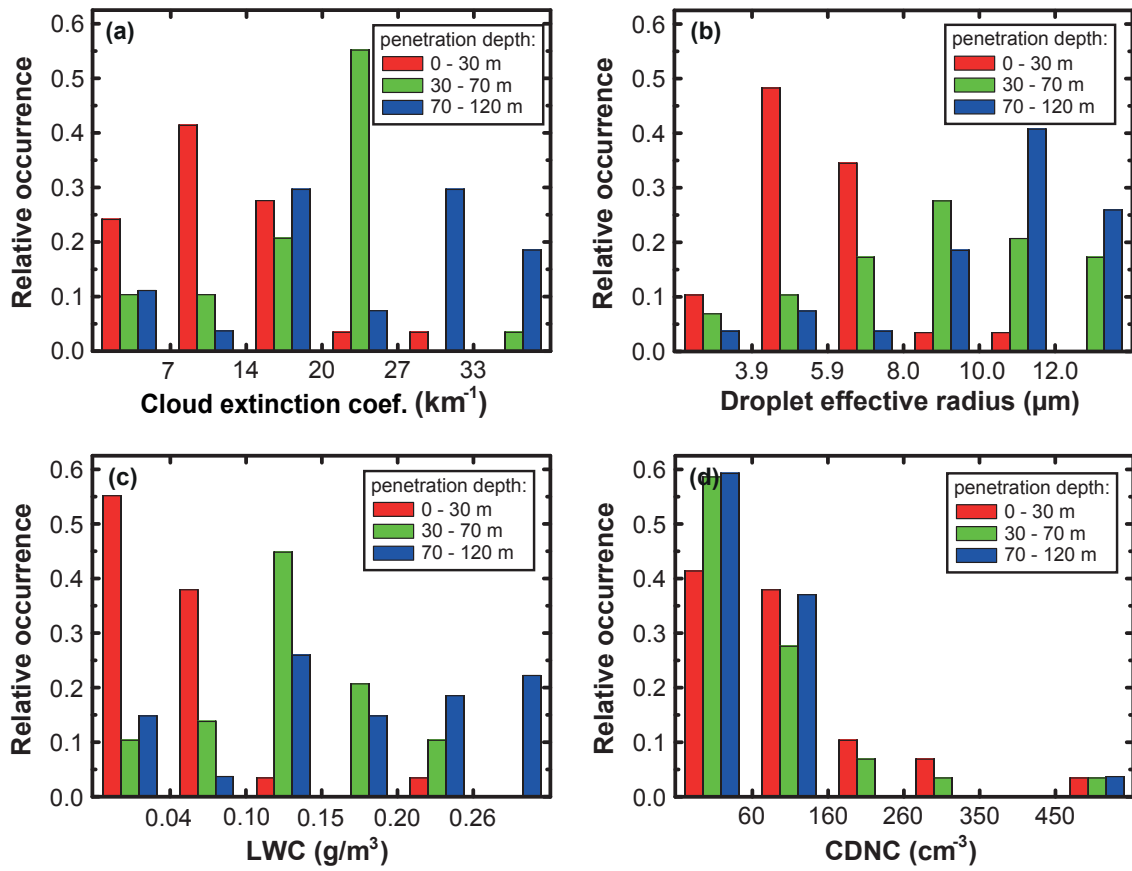 (a)
penetration depth:
0 - 30 m
30 - 70 m
70 - 120 m
0.6
0.5
0.4
0.3
0.2
0.1
0.0
Relative occurrence
7 14 20 27 33
Cloud extinction coef. (km⁻¹)
(b)
penetration depth:
0 - 30 m
30 - 70 m
70 - 120 m
0.6
0.5
0.4
0.3
0.2
0.1
0.0
Relative occurrence
3.9 5.9 8.0 10.0 12.0
Droplet effective radius (µm)
(c)
penetration depth:
0 - 30 m
30 - 70 m
70 - 120 m
0.6
0.5
0.4
0.3
0.2
0.1
0.0
Relative occurrence
0.04 0.10 0.15 0.20 0.26
LWC (g/m³)
(d)
penetration depth:
0 - 30 m
30 - 70 m
70 - 120 m
0.6
0.5
0.4
0.3
0.2
0.1
0.0
Relative occurrence
60 160 260 350 450
CDNC (cm⁻³)